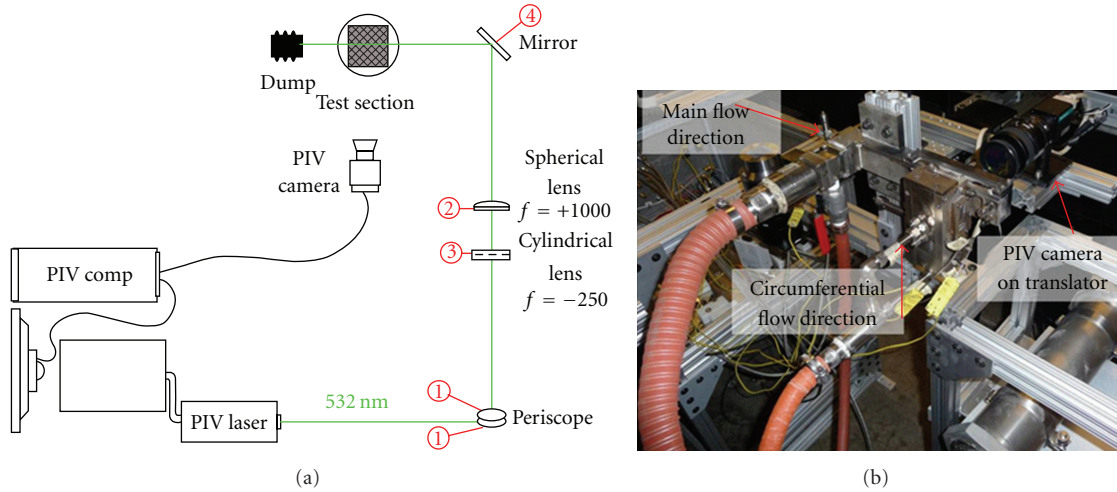 ④
Mirror
Dump
Test section
PIV
camera
Spherical
lens
f = +1000
②
③
Cylindrical
lens
f = −250
PIV comp
532 nm
①
①
Periscope
PIV laser
(a)
Main flow
direction
Circumferential
flow direction
PIV camera
on translator
(b)